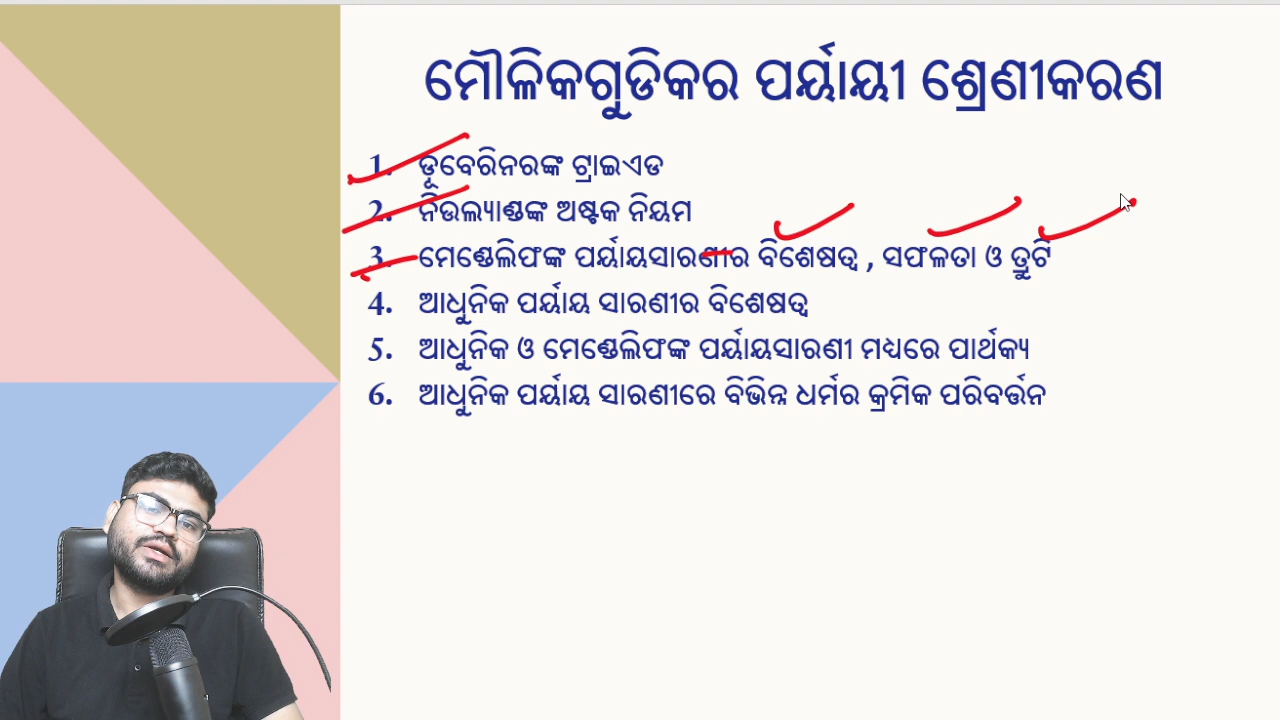 ମୌଳିକଗୁଡିକର ପର୍ଯ୍ୟାୟୀ ଶ୍ରେଣୀକରଣ
1. ଡୂବେରିନରଙ୍କ ଟ୍ରାଇଏଡ
2. ନିଉଲ୍ୟାଣ୍ଡଙ୍କ ଅଷ୍ଟକ ନିୟମ
3. ମେଣ୍ଡେଲିଫଙ୍କ ପର୍ଯ୍ୟାୟସାରଣୀର ବିଶେଷତ୍ୱ , ସଫଳତା ଓ ତ୍ରୁଟି
4. ଆଧୁନିକ ପର୍ଯ୍ୟାୟ ସାରଣୀର ବିଶେଷତ୍ୱ
5. ଆଧୁନିକ ଓ ମେଣ୍ଡେଲିଫଙ୍କ ପର୍ଯ୍ୟାୟସାରଣୀ ମଧ୍ୟରେ ପାର୍ଥକ୍ୟ
6. ଆଧୁନିକ ପର୍ଯ୍ୟାୟ ସାରଣୀରେ ବିଭିନ୍ନ ଧର୍ମର କ୍ରମିକ ପରିବର୍ତ୍ତନ